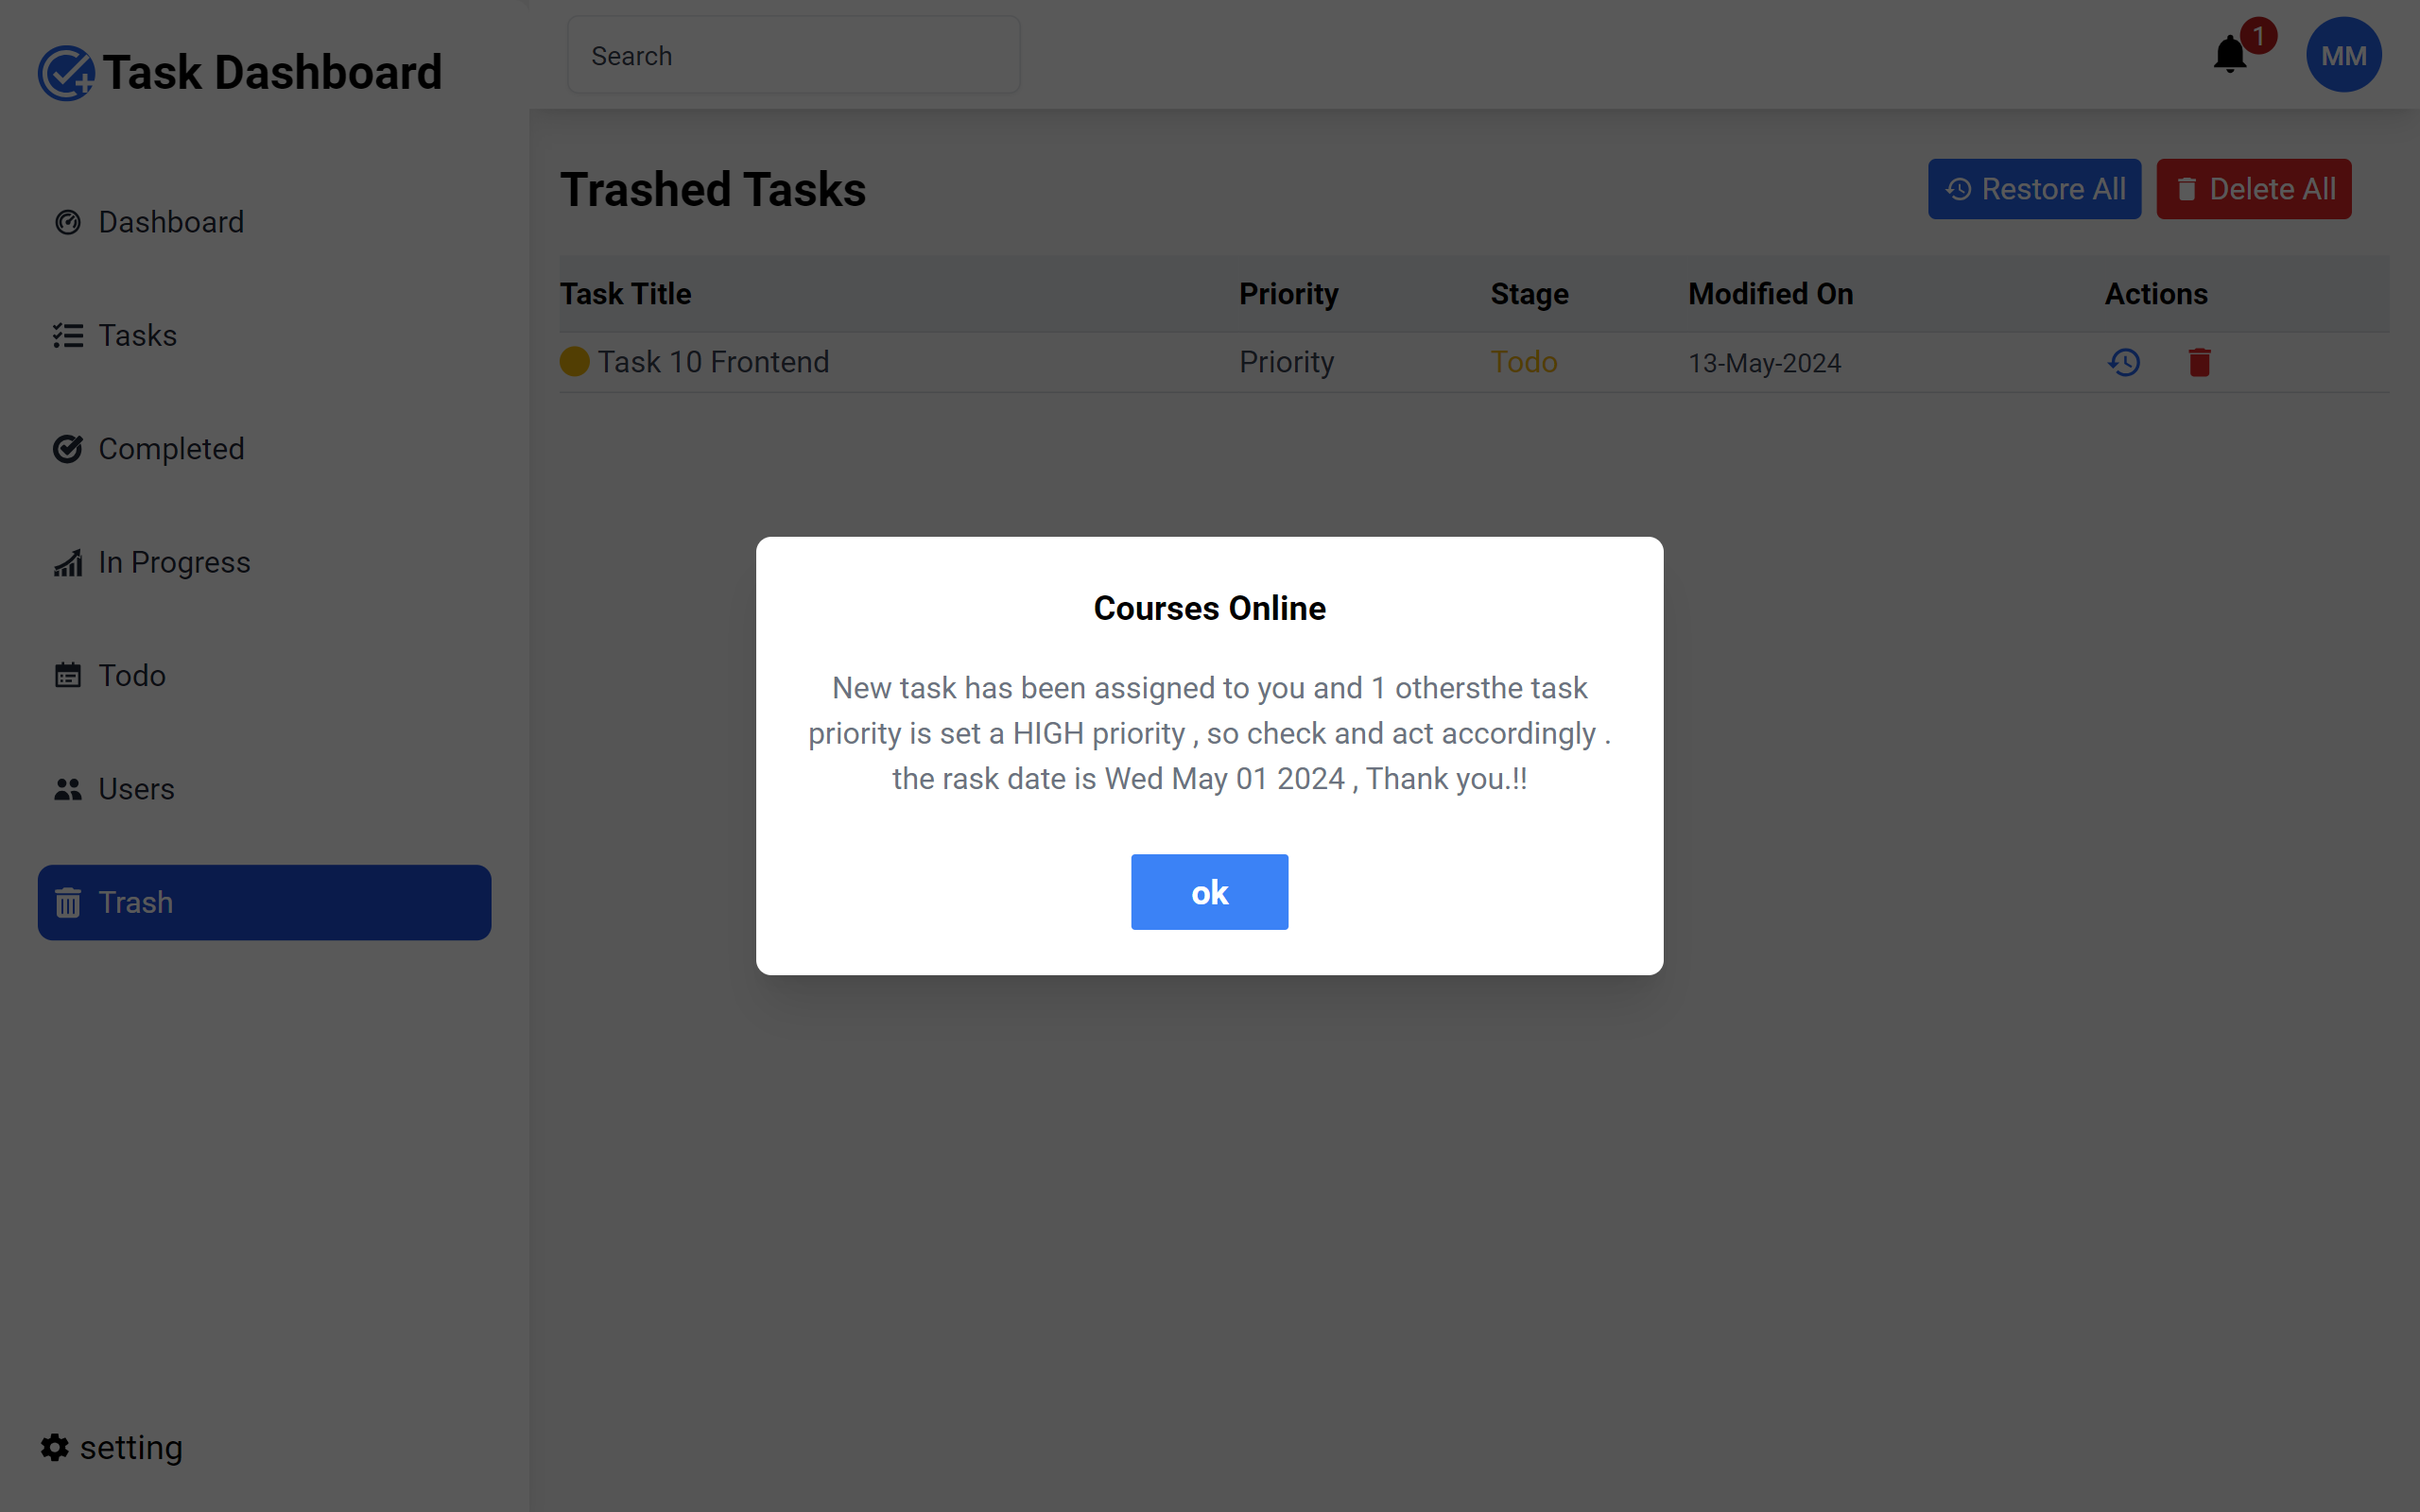 Task Dashboard
Search
1
MM
Dashboard
Tasks
Completed
In Progress
Todo
Users
Trash
setting
Trashed Tasks
Restore All
Delete All
Task Title Priority Stage Modified On Actions
Task 10 Frontend Priority Todo 13-May-2024
Courses Online
New task has been assigned to you and 1 othersthe task
priority is set a HIGH priority , so check and act accordingly .
the rask date is Wed May 01 2024 , Thank you.!!
ok